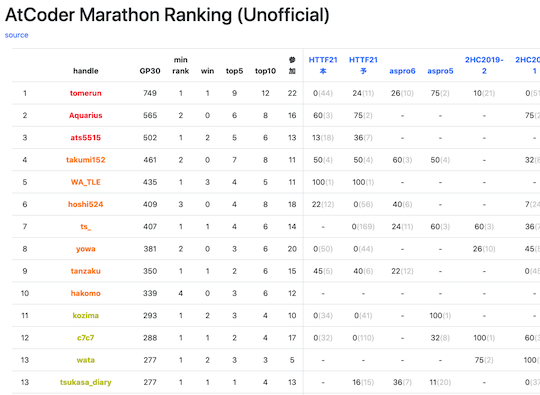 AtCoder Marathon Ranking (Unofficial)
source
handle GP30 min rank win top5 top10 参加 HTTF21本 HTTF21予 aspro6 aspro5 2HC2019-2 2HC201
1 tomerun 749 1 1 9 12 22 0(44) 24(11) 26(10) 75(2) 10(21)
2 Aquarius 565 2 0 6 8 16 60(3) 75(2) - - - 75(2
3 ats5515 502 1 2 5 6 13 13(18) 36(7) - - - -
4 takumi152 461 2 0 7 8 11 50(4) 50(4) 60(3) 50(4) - 32(8
5 WA_TLE 435 1 3 4 5 11 100(1) 100(1) - - - -
6 hoshi524 409 3 0 4 8 18 22(12) 0(56) 40(6) - - 7(24
7 ts_ 407 1 1 4 6 14 - 0(169) 24(11) 60(3) 60(3) 36(7
8 yowa 381 2 0 3 6 20 0(50) 0(44) - - 26(10) 45(5
9 tanzaku 350 1 1 2 6 15 45(5) 40(6) 22(12) - - 0(45
10 hakomo 339 4 0 3 6 12 - - - - - -
11 kozima 293 1 2 3 4 10 0(34) 0(41) - 100(1) - -
12 c7c7 288 1 1 2 4 17 0(32) 0(110) - 32(8) 100(1) 60(3
13 wata 277 1 2 3 3 5 - - - - 75(2) 100(
13 tsukasa_diary 277 1 1 1 4 13 - 16(15) 36(7) 11(20) - 0(37